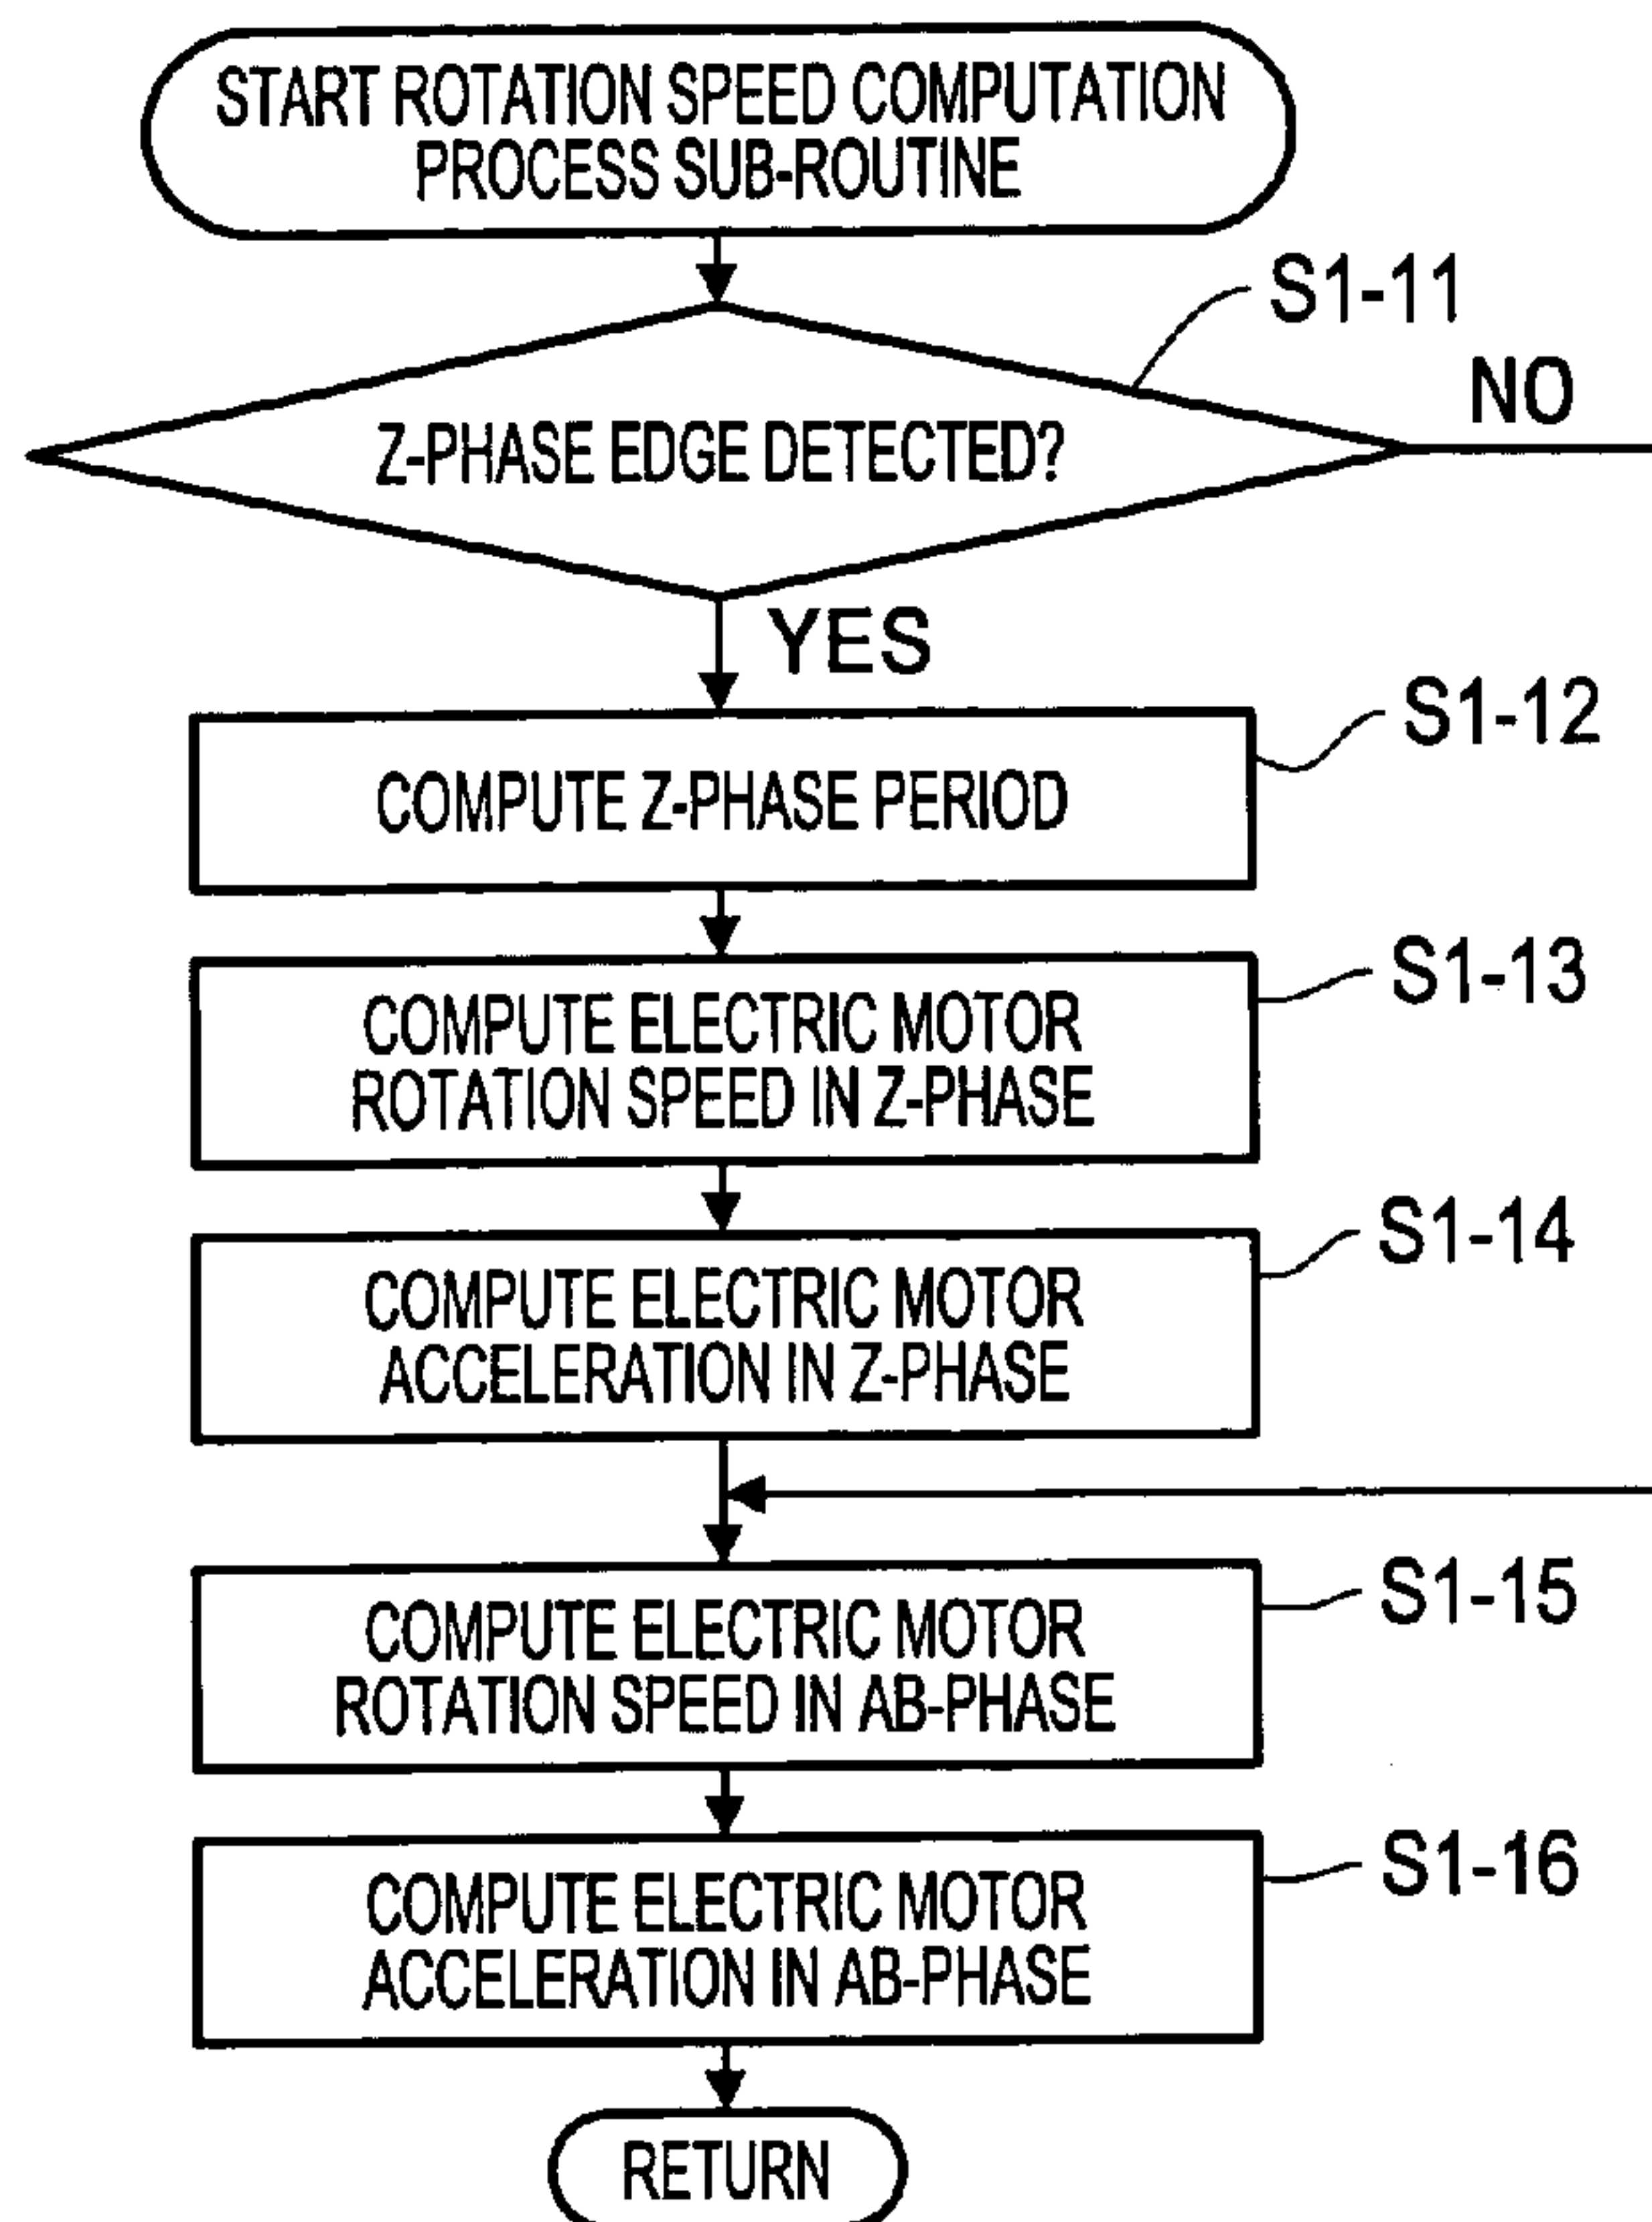 START ROTATION SPEED COMPUTATION
PROCESS SUB-ROUTINE
S1-11
NO
Z-PHASE EDGE DETECTED?
YES
S1-12
COMPUTE Z-PHASE PERIOD
S1-13
COMPUTE ELECTRIC MOTOR
ROTATION SPEED IN Z-PHASE
S1-14
COMPUTE ELECTRIC MOTOR
ACCELERATION IN Z-PHASE
S1-15
COMPUTE ELECTRIC MOTOR
ROTATION SPEED IN AB-PHASE
S1-16
COMPUTE ELECTRIC MOTOR
ACCELERATION IN AB-PHASE
RETURN